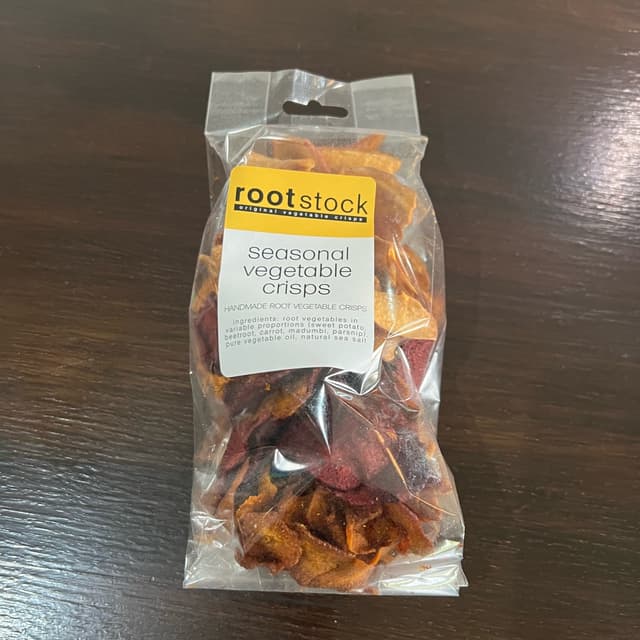 rootstock
original vegetable crisps
seasonal
vegetable
crisps
HANDMADE ROOT VEGETABLE CRISPS
ingredients: root vegetables in
variable proportions (sweet potato,
beetroot, carrot, madumbi, parsnip),
pure vegetable oil, natural sea salt